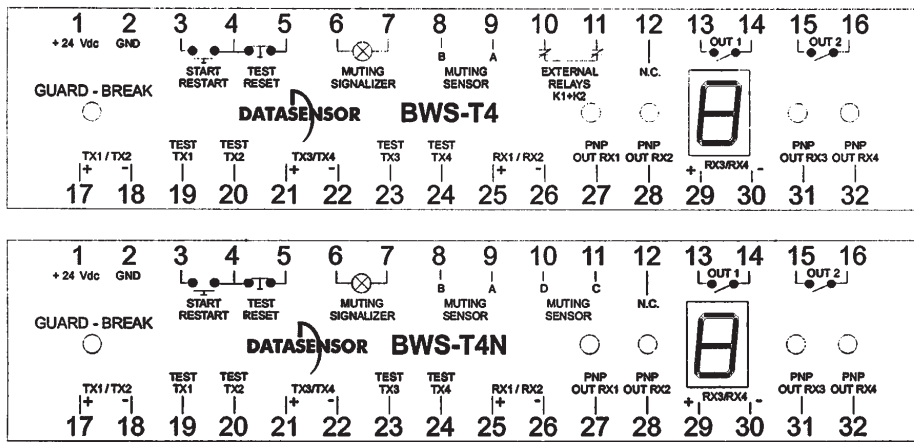 1 2 3 4 5 6 7 8 9 10 11 12 13 14 15 16
+ 24 Vdc GND B A OUT 1 OUT 2
START TEST MUTING MUTING EXTERNAL N.C.
RESTART RESET SIGNALIZER SENSOR RELAYS
K1+K2
GUARD - BREAK
DATASENSOR BWS-T4 8
TEST TEST TEST TEST PNP PNP PNP PNP
TX1 / TX2 TX1 TX2 TX3/TX4 TX3 TX4 RX1 / RX2 OUT RX1 OUT RX2 RX3/RX4 OUT RX3 OUT RX4
+ - + - + - + -
17 18 19 20 21 22 23 24 25 26 27 28 29 30 31 32
1 2 3 4 5 6 7 8 9 10 11 12 13 14 15 16
+ 24 Vdc GND B A D C OUT 1 OUT 2
START TEST MUTING MUTING MUTING N.C.
RESTART RESET SIGNALIZER SENSOR SENSOR
GUARD - BREAK
DATASENSOR BWS-T4N 8
TEST TEST TEST TEST PNP PNP PNP PNP
TX1 / TX2 TX1 TX2 TX3/TX4 TX3 TX4 RX1 / RX2 OUT RX1 OUT RX2 RX3/RX4 OUT RX3 OUT RX4
+ - + - + - + -
17 18 19 20 21 22 23 24 25 26 27 28 29 30 31 32